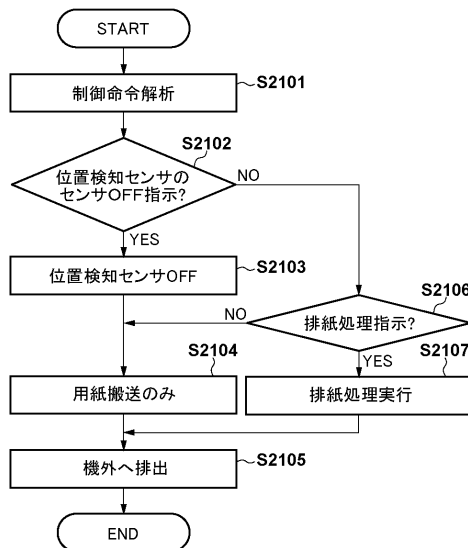 START
制御命令解析
S2101
S2102
位置検知センサの
センサOFF指示?
NO
YES
位置検知センサOFF
S2103
S2106
排紙処理指示?
NO
YES
S2104
用紙搬送のみ
S2107
排紙処理実行
機外へ排出
S2105
END